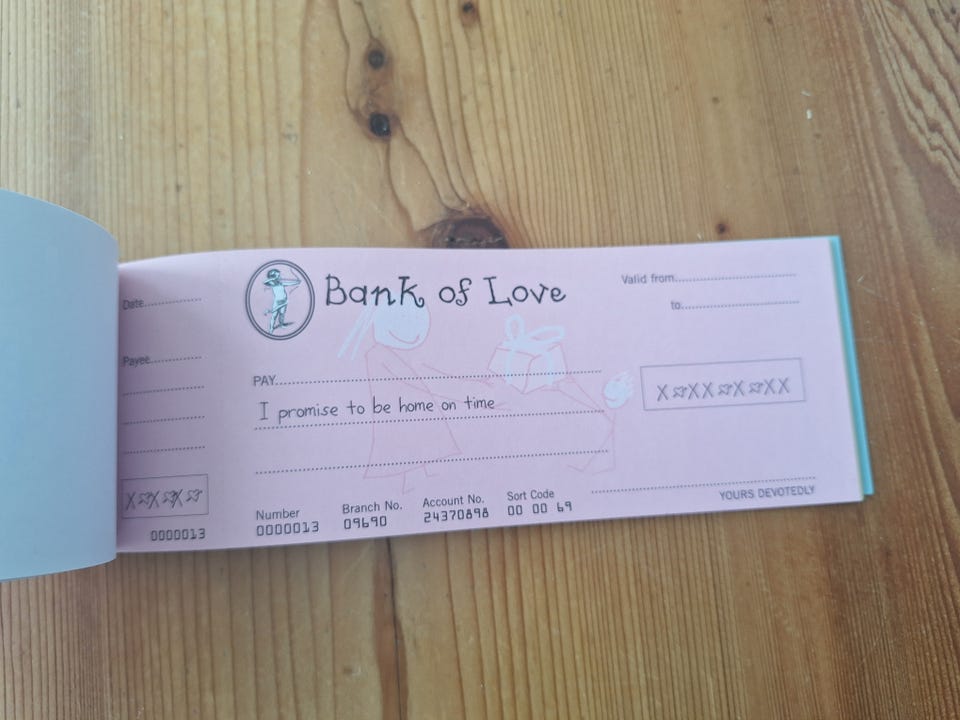 Date....................
Payee..................
X X X
0000013
Bank of Love
Valid from:....................
to:....................
PAY....................
I promise to be home on time
X XX X XX
Number
0000013
Branch No.
09690
Account No.
24370898
Sort Code
00 00 69
YOURS DEVOTEDLY